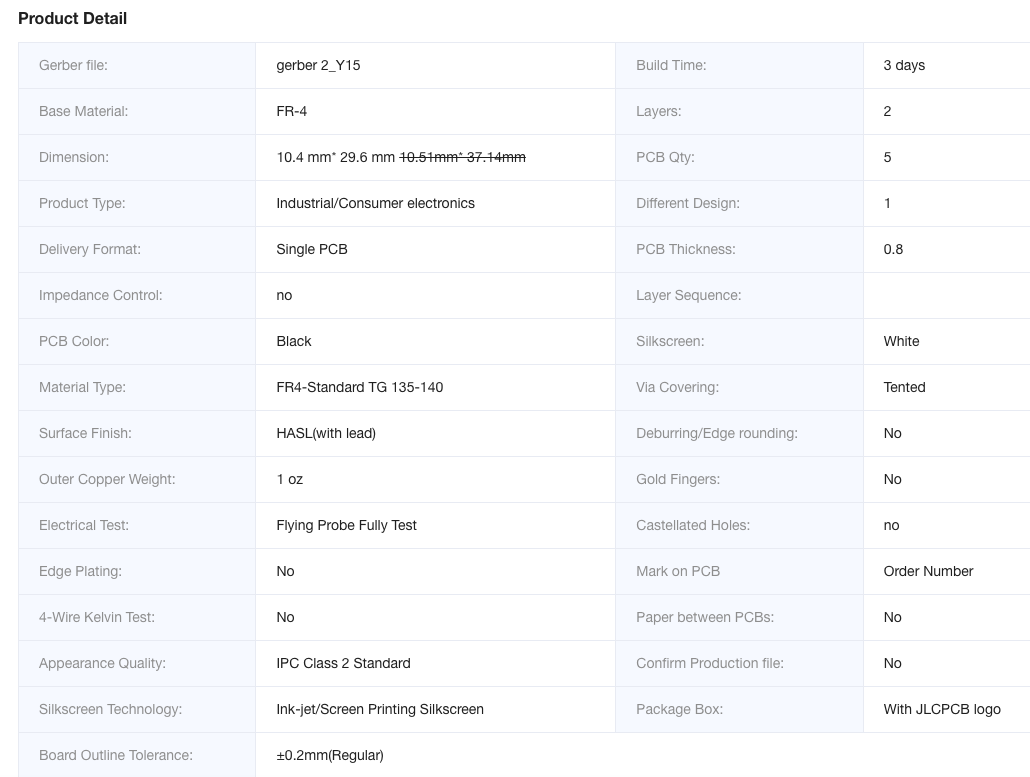 Product Detail
Gerber file: gerber 2_Y15 Build Time: 3 days
Base Material: FR-4 Layers: 2
Dimension: 10.4 mm* 29.6 mm 10.51mm* 37.14mm PCB Qty: 5
Product Type: Industrial/Consumer electronics Different Design: 1
Delivery Format: Single PCB PCB Thickness: 0.8
Impedance Control: no Layer Sequence:
PCB Color: Black Silkscreen: White
Material Type: FR4-Standard TG 135-140 Via Covering: Tented
Surface Finish: HASL(with lead) Deburring/Edge rounding: No
Outer Copper Weight: 1 oz Gold Fingers: No
Electrical Test: Flying Probe Fully Test Castellated Holes: no
Edge Plating: No Mark on PCB Order Number
4-Wire Kelvin Test: No Paper between PCBs: No
Appearance Quality: IPC Class 2 Standard Confirm Production file: No
Silkscreen Technology: Ink-jet/Screen Printing Silkscreen Package Box: With JLCPCB logo
Board Outline Tolerance: ±0.2mm(Regular)